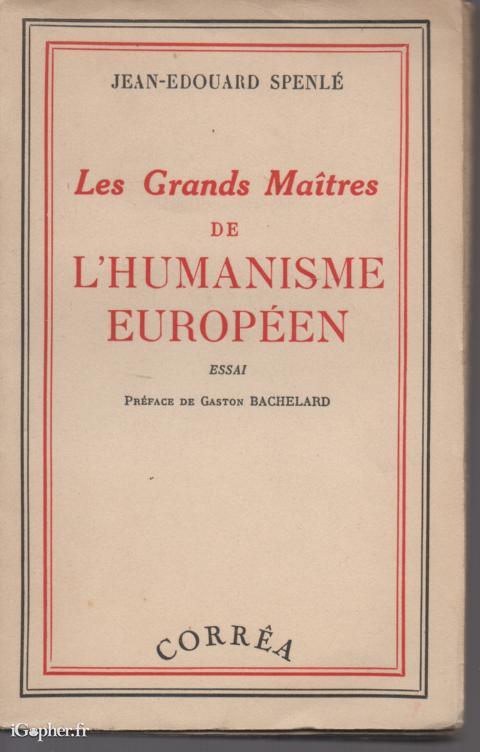 JEAN-EDOUARD SPENLÉ
Les Grands Maîtres
DE
L'HUMANISME
EUROPÉEN
ESSAI
PRÉFACE DE GASTON BACHELARD
CORRÊA
iGopher.fr